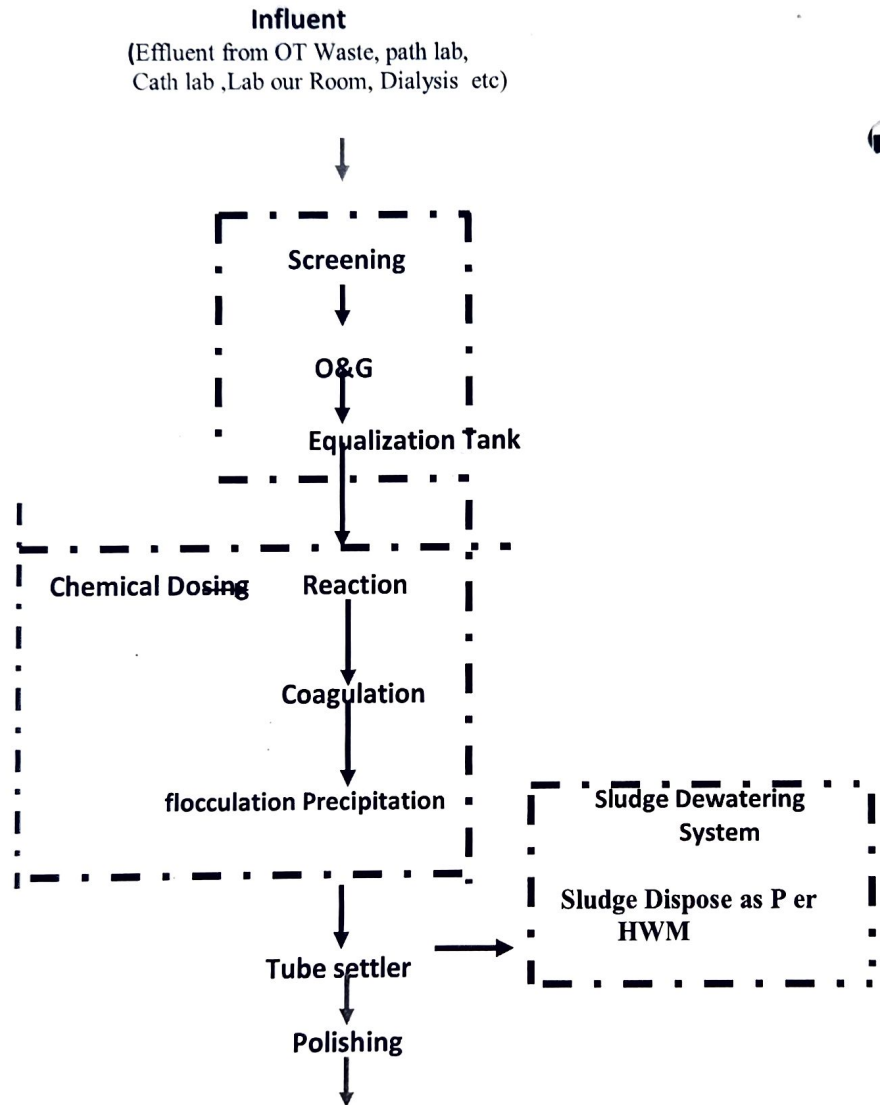 Influent
(Effluent from OT Waste, path lab,
Cath lab ,Lab our Room, Dialysis etc)
Screening
O&G
Equalization Tank
Chemical Dosing Reaction
Coagulation
flocculation Precipitation
Sludge Dewatering
System
Sludge Dispose as P er
HWM
Tube settler
Polishing